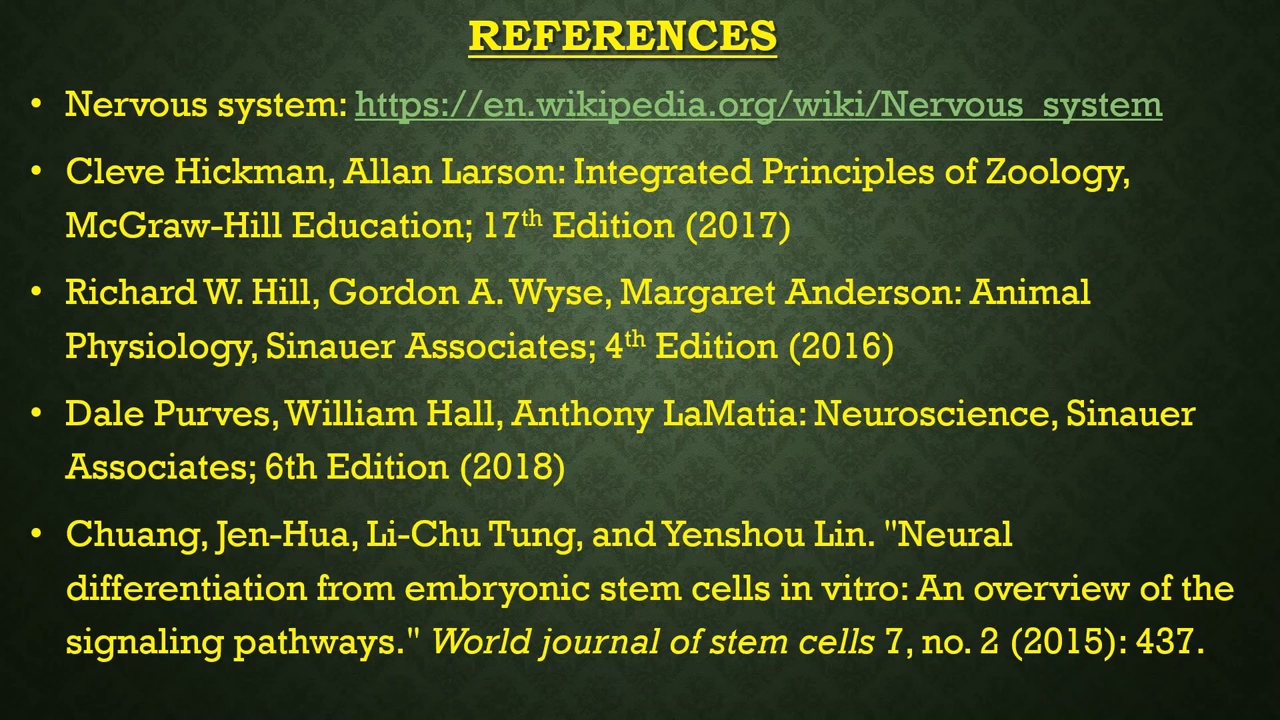 REFERENCES
• Nervous system: https://en.wikipedia.org/wiki/Nervous_system
• Cleve Hickman, Allan Larson: Integrated Principles of Zoology,
McGraw-Hill Education; 17th Edition (2017)
• Richard W. Hill, Gordon A. Wyse, Margaret Anderson: Animal
Physiology, Sinauer Associates; 4th Edition (2016)
• Dale Purves, William Hall, Anthony LaMatia: Neuroscience, Sinauer
Associates; 6th Edition (2018)
• Chuang, Jen-Hua, Li-Chu Tung, and Yenshou Lin. "Neural
differentiation from embryonic stem cells in vitro: An overview of the
signaling pathways." World journal of stem cells 7, no. 2 (2015): 437.